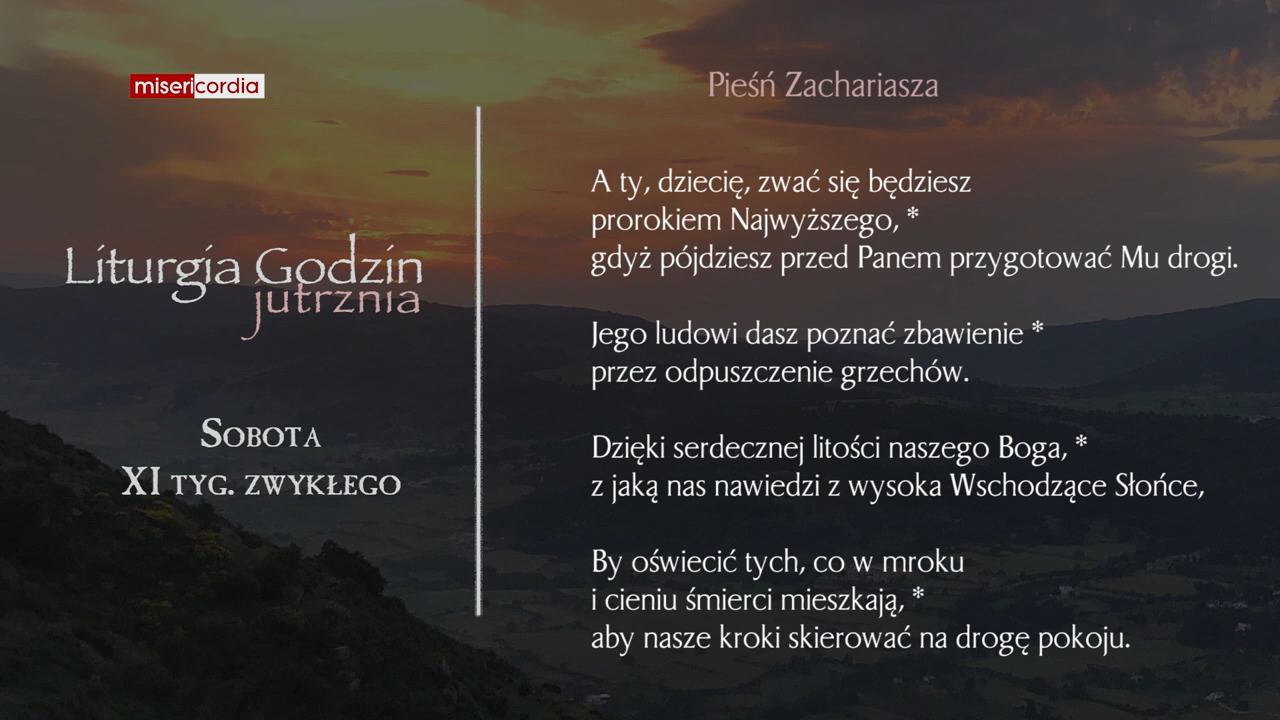 misericordia
Liturgia Godzin
jutrznia
Sobota
XI tyg. zwykłego
Pieśń Zachariasza
A ty, dziecię, zwać się będziesz
prorokiem Najwyższego, *
gdyż pójdziesz przed Panem przygotować Mu drogi.
Jego ludowi dasz poznać zbawienie *
przez odpuszczenie grzechów.
Dzięki serdecznej litości naszego Boga, *
z jaką nas nawiedzi z wysoka Wschodzące Słońce,
By oświecić tych, co w mroku
i cieniu śmierci mieszkają, *
aby nasze kroki skierować na drogę pokoju.